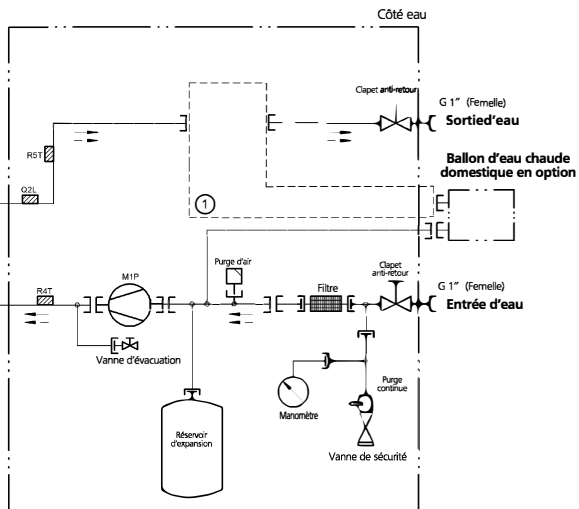 Côté eau
Clapet anti-retour
G 1" (Femelle)
Sortied'eau
R5T
Ballon d'eau chaude
domestique en option
Q2L
1
Purge d'air
Clapet
anti-retour
G 1" (Femelle)
R4T
M1P
Filtre
Entrée d'eau
Vanne d'évacuation
Purge
continue
Manomètre
Réservoir
d'expansion
Vanne de sécurité